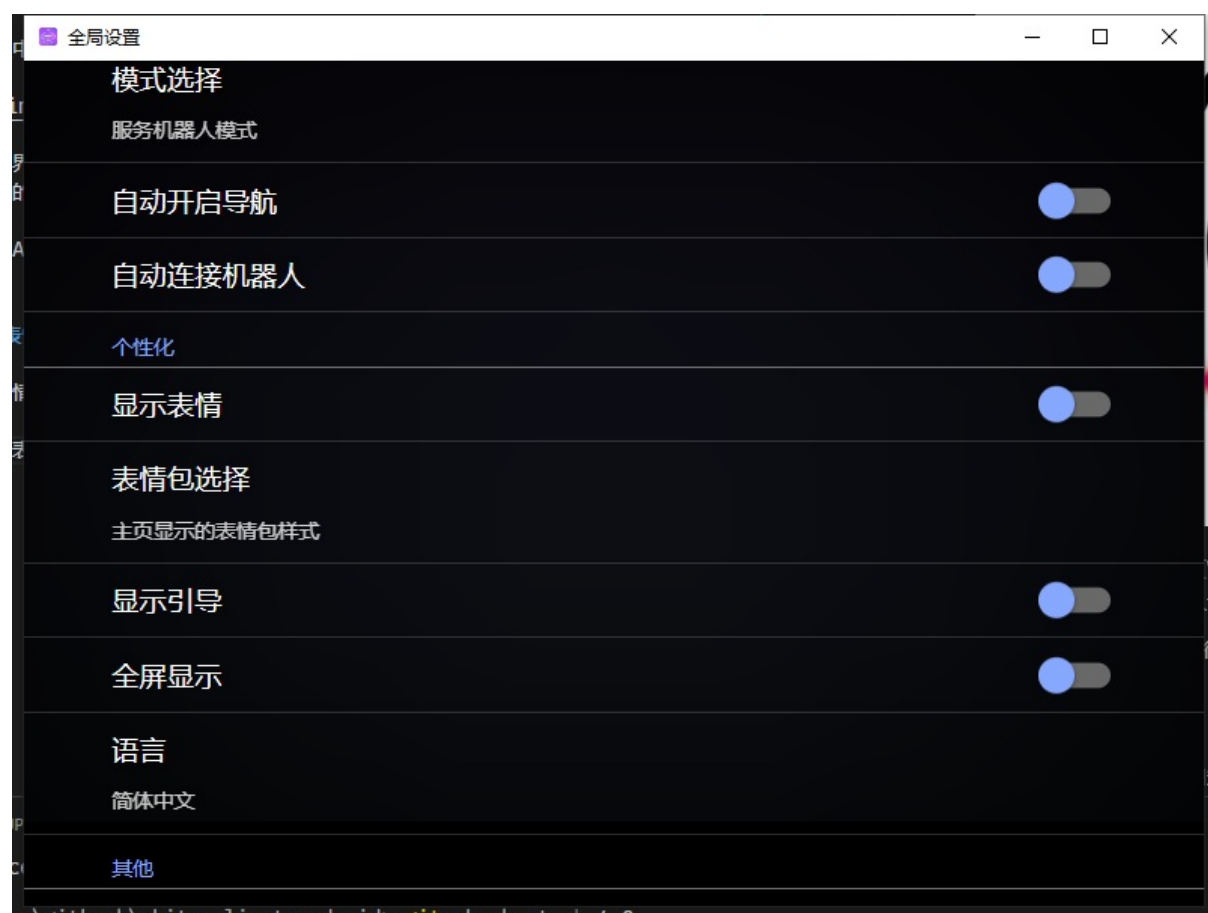 全局设置
模式选择
服务机器人模式
自动开启导航
自动连接机器人
个性化
显示表情
表情包选择
主页显示的表情包样式
显示引导
全屏显示
语言
简体中文
其他